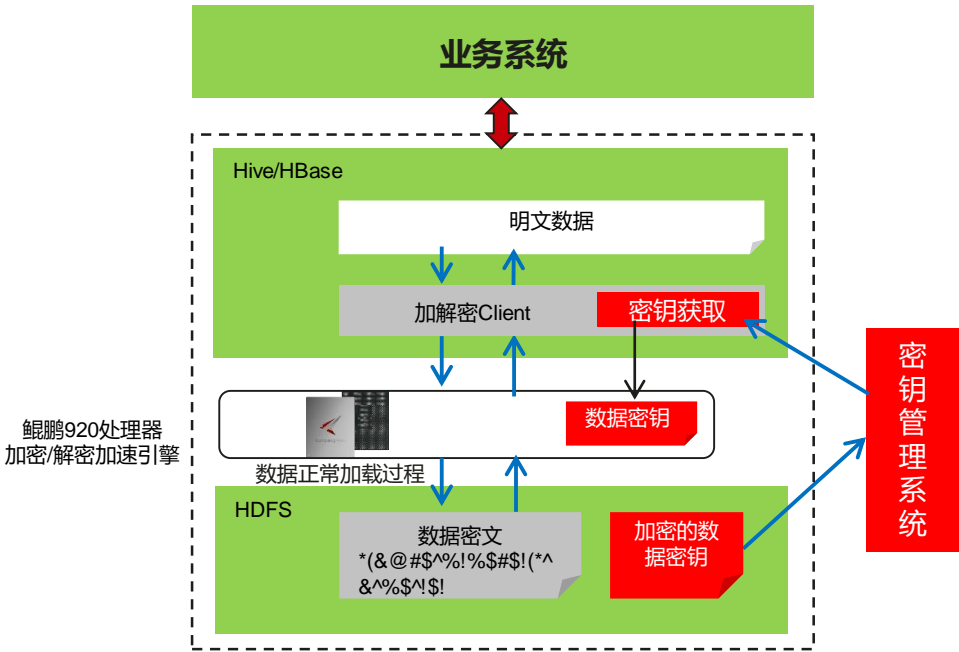 业务系统
Hive/HBase
明文数据
加解密Client
密钥获取
密
钥
管
理
系
统
鲲鹏920处理器
加密/解密加速引擎
数据密钥
数据正常加载过程
HDFS
数据密文
*(&@#$^%!%$#$!(*^
&^%$^!$!
加密的数
据密钥